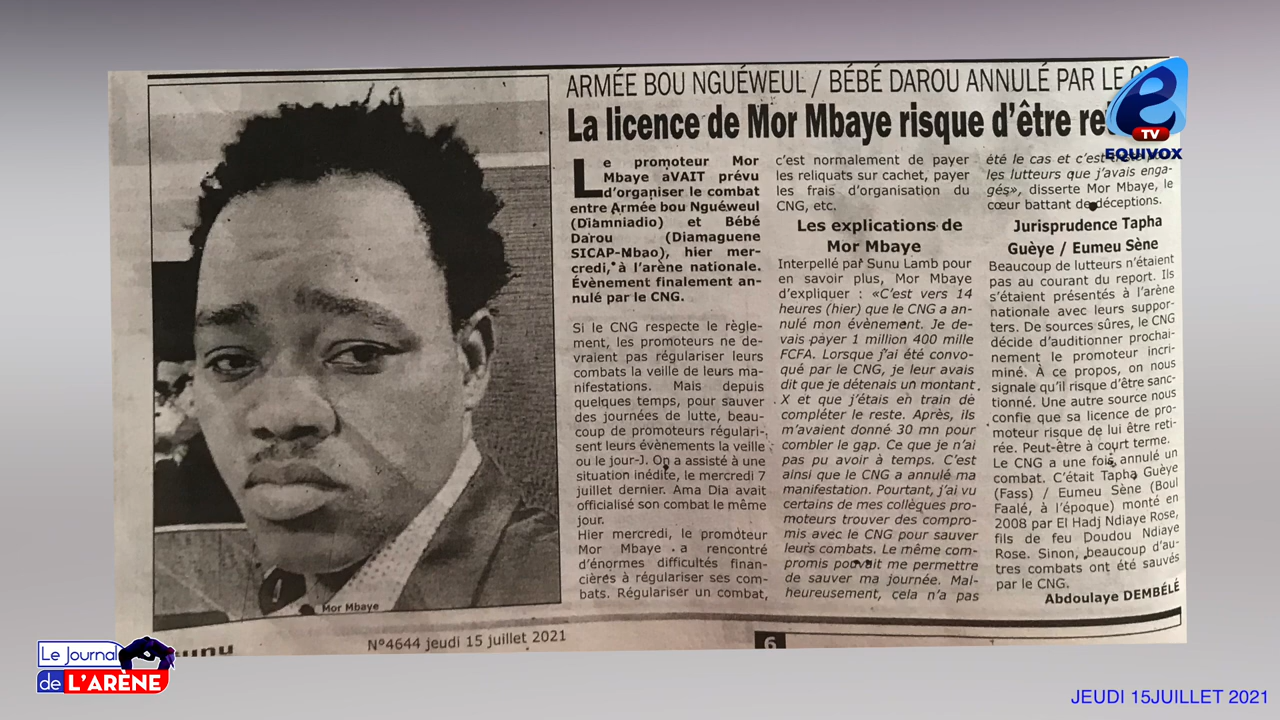 ARMÉE BOU NGUÉWEUL / BÉBÉ DAROU ANNULÉ PAR LE
La licence de Mor Mbaye risque d'être
Le promoteur Mor
Mbaye aVAIT prévu
d'organiser le combat
entre Armée bou Nguéweul
(Diamniadio) et Bébé
Darou (Diamaguene
SICAP-Mbao), hier mer-
credi, à l'arène nationale.
Évènement finalement an-
nulé par le CNG.
Si le CNG respecte le règle-
ment, les promoteurs ne de-
vraient pas régulariser leurs
combats la veille de leurs ma-
nifestations. Mais depuis
quelques temps, pour sauver
des journées de lutte, beau-
coup de promoteurs régulari-
sent leurs évènements la veille
ou le jour-J. On a assisté à une
situation inédite, le mercredi 7
juillet dernier. Ama Dia avait
officialisé son combat le même
jour.
Hier mercredi, le promoteur
Mor Mbaye a rencontré
d'énormes difficultés finan-
cières à régulariser ses com-
bats. Régulariser un combat,
c'est normalement de payer
les reliquats sur cachet, payer
les frais d'organisation du
CNG, etc.
Les explications de
Mor Mbaye
Interpellé par Sunu Lamb pour
en savoir plus, Mor Mbaye
d'expliquer : «C'est vers 14
heures (hier) que le CNG a an-
nulé mon évènement. Je de-
vais payer 1 million 400 mille
FCFA. Lorsque j'ai été convo-
qué par le CNG, je leur avais
dit que je détenais un montant
X et que j'étais en train de
compléter le reste. Après, ils
m'avaient donné 30 mn pour
combler le gap. Ce que je n'ai
pas pu avoir à temps. C'est
ainsi que le CNG a annulé ma
manifestation. Pourtant, j'ai vu
certains de mes collèques pro-
moteurs trouver des compro-
mis avec le CNG pour sauver
leurs combats. Le même com-
promis pouvait me permettre
de sauver ma journée. Mal-
heureusement, cela n'a pas
été le cas et c'est
les lutteurs que j'avais enga-
gés», disserte Mor Mbaye, le
cœur battant de déceptions.
Jurisprudence Tapha
Guèye / Eumeu Sène
Beaucoup de lutteurs n'étaient
pas au courant du report. Ils
s'étaient présentés à l'arène
nationale avec leurs suppor-
ters. De sources sûres, le CNG
décide d'auditionner prochai-
nement le promoteur incri-
miné. À ce propos, on nous
signale qu'il risque d'être sanc-
tionné. Une autre source nous
confie que sa licence de pro-
moteur risque de lui être reti-
rée. Peut-être à court terme.
Le CNG a une fois annulé un
combat. C'était Tapha Guèye
(Fass) / Eumeu Sène (Boul
Faalé, à l'époque) monté en
2008 par El Hadj Ndiaye Rose,
fils de feu Doudou Ndiaye
Rose. Sinon, beaucoup d'au-
tres combats ont été sauvés
par le CNG.
Abdoulaye DEMBÉLÉ
Mor Mbaye
N°4644 jeudi 15 juillet 2021
6
e TV
EQUIVOX
Le Journal
de L'ARÈNE
JEUDI 15JUILLET 2021